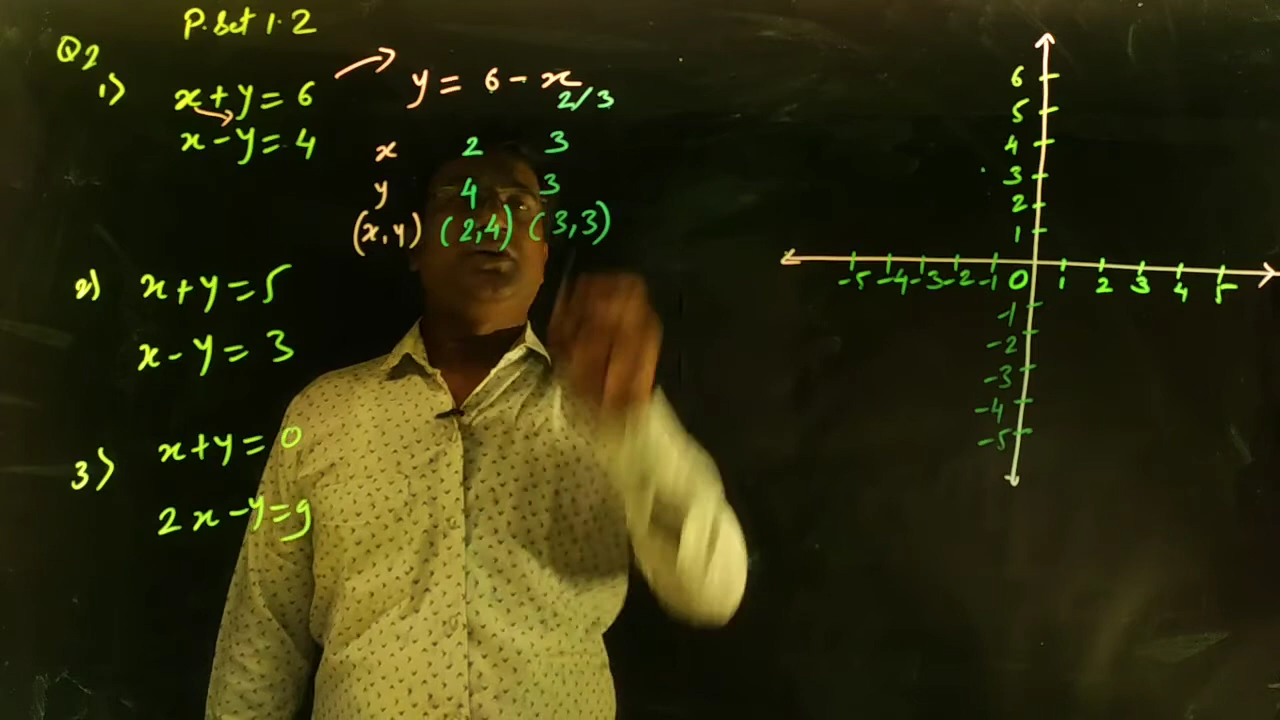 P. Set 1.2
Q2
1) x+y=6
x-y=4
y = 6-x
2/3
x 2 3
y 4 3
(x,y) (2,4) (3,3)
2) x+y=5
x-y=3
3) x+y=0
2x-y=9
6
5
4
3
2
1
-5 -4 -3 -2 -1 0 1 2 3 4 5
-1
-2
-3
-4
-5